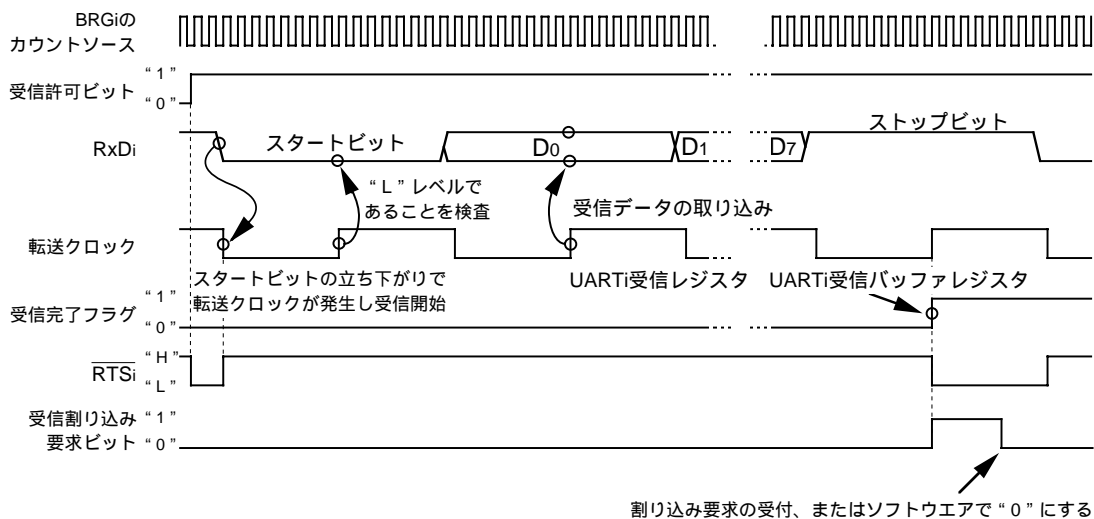 BRGiの
カウントソース
受信許可ビット
“1”
“0”
RxDi
スタートビット
D0
D1
D7
ストップビット
“L”レベルで
あることを検査
受信データの取り込み
転送クロック
スタートビットの立ち下がりで
転送クロックが発生し受信開始
UARTi受信レジスタ
UARTi受信バッファレジスタ
受信完了フラグ
“1”
“0”
RTSi
“H”
“L”
受信割り込み
要求ビット
“1”
“0”
割り込み要求の受付、またはソフトウエアで“0”にする